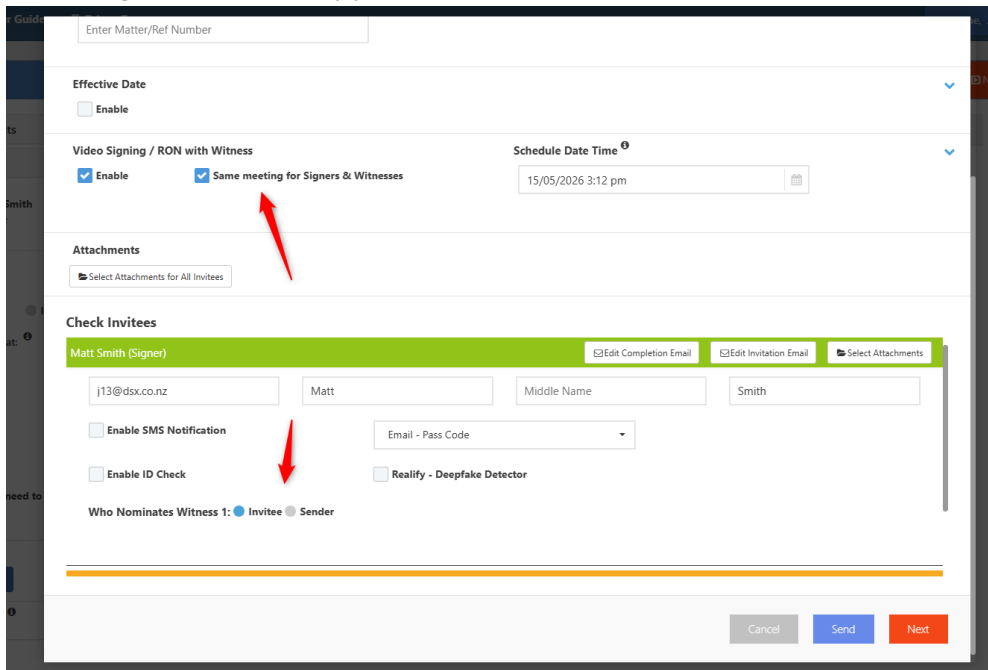 r Guide
Enter Matter/Ref Number
Effective Date
Enable
ts
Video Signing / RON with Witness
Schedule Date Time
Enable
Same meeting for Signers & Witnesses
15/05/2026 3:12 pm
Smith
Attachments
Select Attachments for All Invitees
Check Invitees
at:
Matt Smith (Signer)
Edit Completion Email
Edit Invitation Email
Select Attachments
j13@dsx.co.nz
Matt
Middle Name
Smith
Enable SMS Notification
Email - Pass Code
Enable ID Check
Realify - Deepfake Detector
need to
Who Nominates Witness 1:
Invitee
Sender
Cancel
Send
Next